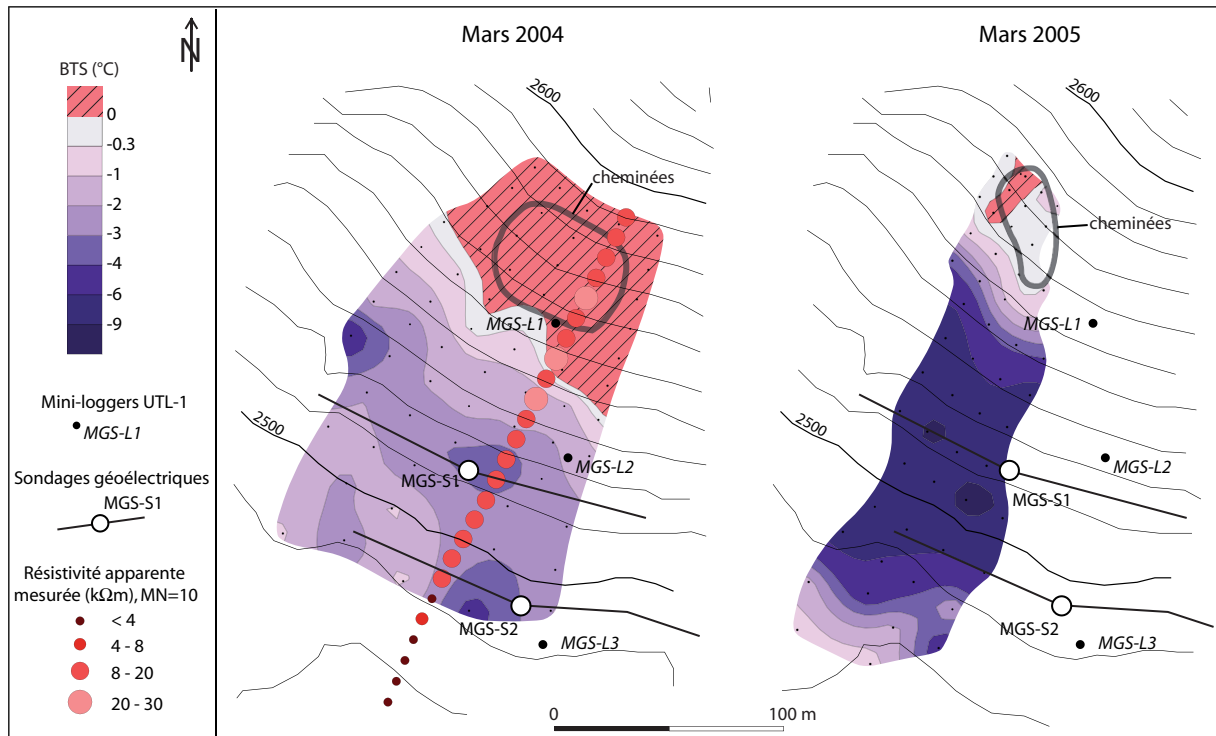 N
BTS (°C)
0
-0.3
-1
-2
-3
-4
-6
-9
Mini-loggers UTL-1
MGS-L1
Sondages géoélectriques
MGS-S1
Résistivité apparente
mesurée (kΩm), MN=10
< 4
4 - 8
8 - 20
20 - 30
Mars 2004
2600
cheminées
MGS-L1
2500
MGS-L2
MGS-S1
MGS-S2
MGS-L3
0
100 m
Mars 2005
2600
cheminées
MGS-L1
MGS-L2
MGS-S1
MGS-S2
MGS-L3